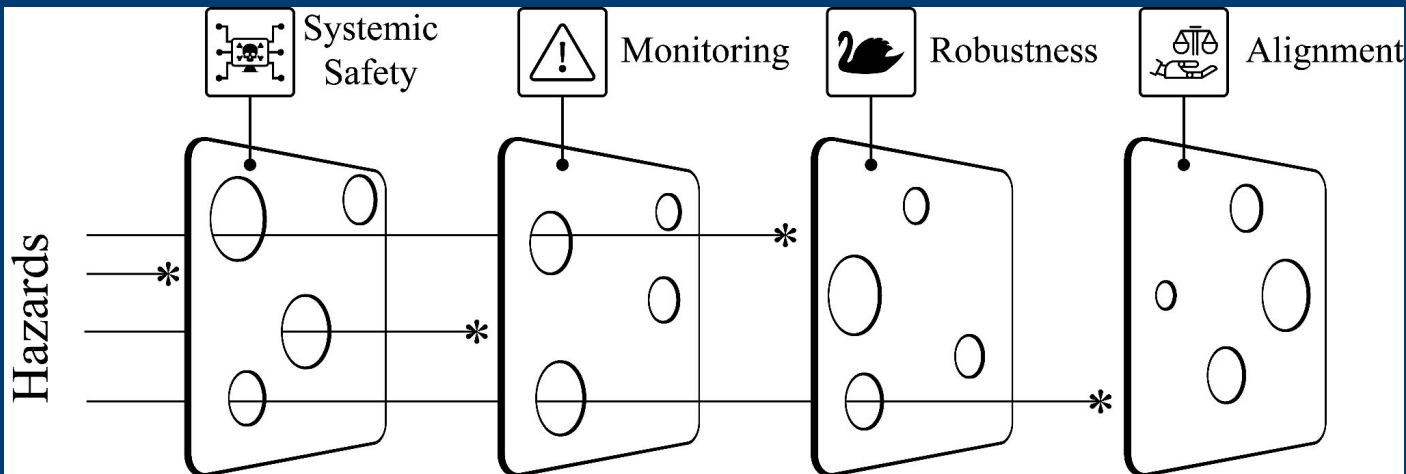 Systemic
Safety
Monitoring
Robustness
Alignment
Hazards